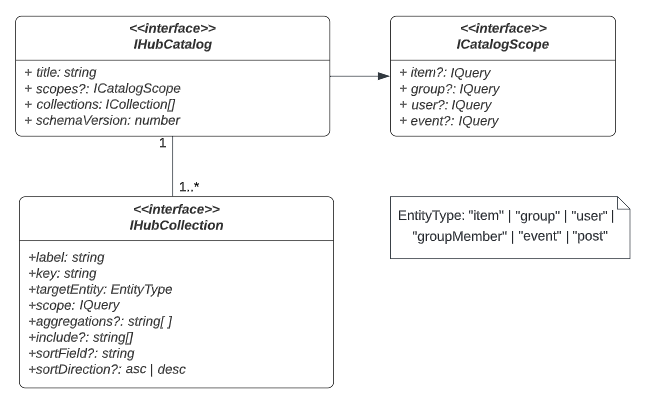 <<interface>>
IHubCatalog
+ title: string
+ scopes?: ICatalogScope
+ collections: ICollection[]
+ schemaVersion: number
<<interface>>
ICatalogScope
+ item?: IQuery
+ group?: IQuery
+ user?: IQuery
+ event?: IQuery
1
1..*
<<interface>>
IHubCollection
+label: string
+key: string
+targetEntity: EntityType
+scope: IQuery
+aggregations?: string[ ]
+include?: string[]
+sortField?: string
+sortDirection?: asc | desc
EntityType: "item" | "group" | "user" |
"groupMember" | "event" | "post"